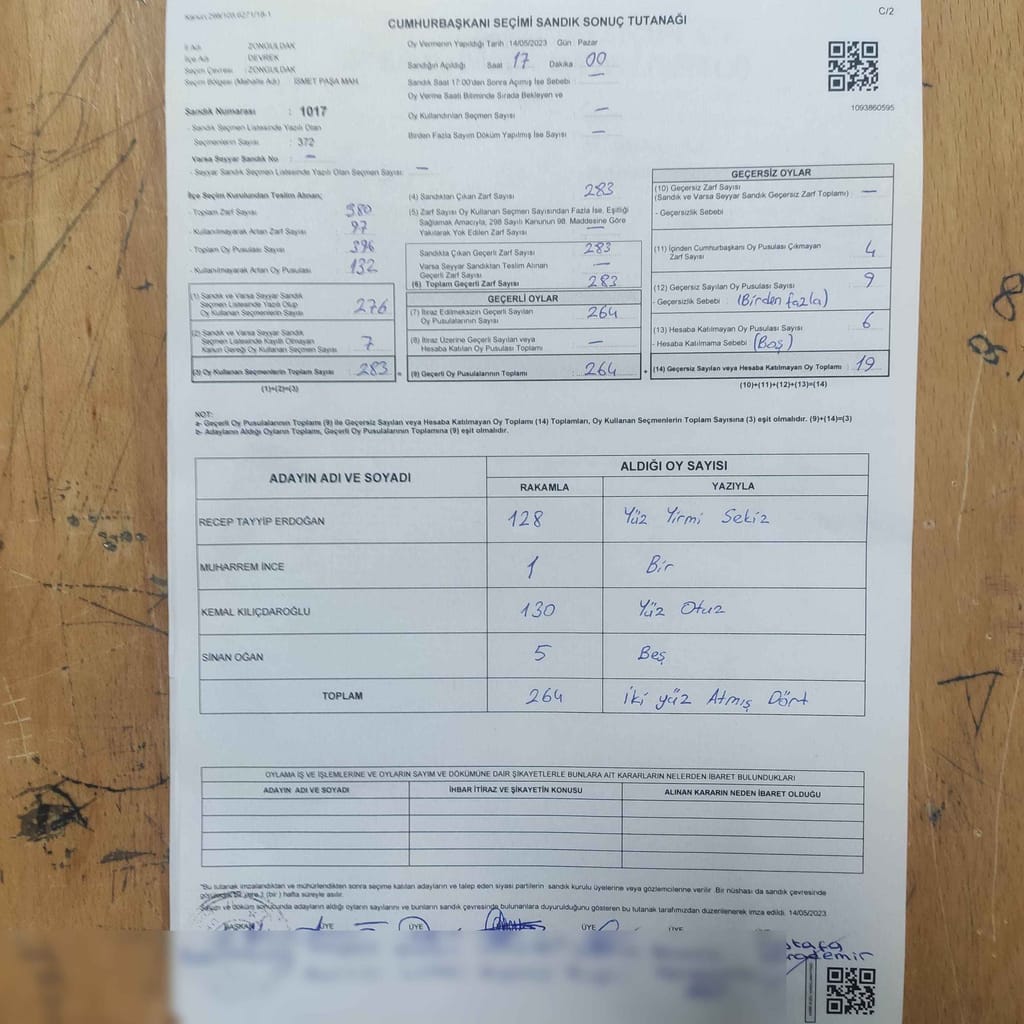 C/2
CUMHURBAŞKANI SEÇİMİ SANDIK SONUÇ TUTANAĞI
İl Adı : ZONGULDAK
İlçe Adı : DEVREK
Seçim Çevresi : ZONGULDAK
Seçim Bölgesi (Mahalle Adı) : İSMET PAŞA MAH.
Sandık Numarası : 1017
- Sandık Seçmen Listesinde Yazılı Olan
Seçmenlerin Sayısı : 372
Varsa Seyyar Sandık No : —
- Seyyar Sandık Seçmen Listesinde Yazılı Olan Seçmen Sayısı: —
Oy Vermenin Yapıldığı Tarih :14/05/2023 Gün : Pazar
Sandığın Açıldığı Saat : 17 Dakika : 00
Sandık Saat 17:00'den Sonra Açılmış İse Sebebi : —
Oy Verme Saati Bitiminde Sırada Bekleyen ve
Oy Kullandırılan Seçmen Sayısı : —
Birden Fazla Sayım Döküm Yapılmış İse Sayısı : —
1093860595
İlçe Seçim Kurulundan Teslim Alınan;
- Toplam Zarf Sayısı : 380
- Kullanılmayarak Artan Zarf Sayısı : 97
- Toplam Oy Pusulası Sayısı : 396
- Kullanılmayarak Artan Oy Pusulası : 132
(1) Sandık ve Varsa Seyyar Sandık
Seçmen Listesinde Yazılı Olup
Oy Kullanan Seçmenlerin Sayısı : 276
(2) Sandık ve Varsa Seyyar Sandık
Seçmen Listesinde Kayıtlı Olmayan
Kanun Gereği Oy Kullanan Seçmen Sayısı : 7
(3) Oy Kullanan Seçmenlerin Toplam Sayısı : 283 =
(1)+(2)=(3)
(4) Sandıktan Çıkan Zarf Sayısı : 283
(5) Zarf Sayısı Oy Kullanan Seçmen Sayısından Fazla İse, Eşitliği
Sağlamak Amacıyla, 298 Sayılı Kanunun 98. Maddesine Göre
Yakılarak Yok Edilen Zarf Sayısı : —
Sandıkta Çıkan Geçerli Zarf Sayısı : 283
Varsa Seyyar Sandıktan Teslim Alınan
Geçerli Zarf Sayısı : —
(6) Toplam Geçerli Zarf Sayısı : 283
GEÇERLİ OYLAR
(7) İtiraz Edilmeksizin Geçerli Sayılan
Oy Pusulalarının Sayısı : 264
(8) İtiraz Üzerine Geçerli Sayılan veya
Hesaba Katılan Oy Pusulası Toplamı : —
(9) Geçerli Oy Pusulalarının Toplamı : 264 +
GEÇERSİZ OYLAR
(10) Geçersiz Zarf Sayısı
(Sandık ve Varsa Seyyar Sandık Geçersiz Zarf Toplamı) : —
- Geçersizlik Sebebi :
(11) İçinden Cumhurbaşkanı Oy Pusulası Çıkmayan
Zarf Sayısı : 4
(12) Geçersiz Sayılan Oy Pusulası Sayısı : 9
- Geçersizlik Sebebi : (Birden fazla)
(13) Hesaba Katılmayan Oy Pusulası Sayısı : 6
- Hesaba Katılmama Sebebi : (Boş)
(14) Geçersiz Sayılan veya Hesaba Katılmayan Oy Toplamı : 19
(10)+(11)+(12)+(13)=(14)
NOT:
a- Geçerli Oy Pusulalarının Toplamı (9) ile Geçersiz Sayılan veya Hesaba Katılmayan Oy Toplamı (14) Toplamları, Oy Kullanan Seçmenlerin Toplam Sayısına (3) eşit olmalıdır. (9)+(14)=(3)
b- Adayların Aldığı Oyların Toplamı, Geçerli Oy Pusulalarının Toplamına (9) eşit olmalıdır.
ADAYIN ADI VE SOYADI ALDIĞI OY SAYISI
RAKAMLA YAZIYLA
RECEP TAYYİP ERDOĞAN 128 Yüz Yirmi Sekiz
MUHARREM İNCE 1 Bir
KEMAL KILIÇDAROĞLU 130 Yüz Otuz
SİNAN OĞAN 5 Beş
TOPLAM 264 İki yüz Atmış Dört
OYLAMA İŞ VE İŞLEMLERİNE VE OYLARIN SAYIM VE DÖKÜMÜNE DAİR ŞİKAYETLERLE BUNLARA AİT KARARLARIN NELERDEN İBARET BULUNDUKLARI
ADAYIN ADI VE SOYADI İHBAR İTİRAZ VE ŞİKAYETİN KONUSU ALINAN KARARIN NEDEN İBARET OLDUĞU
"Bu tutanak imzalandıktan ve mühürlendikten sonra seçime katılan adayların ve talep eden siyasi partilerin sandık kurulu üyelerine veya gözlemcilerine verilir. Bir nüshası da sandık çevresinde
görülecek bir yere 1 (bir) hafta süreyle asılır.
Sayım ve döküm sonucunda adayların aldığı oyların sayılarını ve bunların sandık çevresinde bulunanlara duyurulduğunu gösteren bu tutanak tarafımızdan düzenlenerek imza edildi. 14/05/2023
BAŞKAN ÜYE ÜYE ÜYE ÜYE